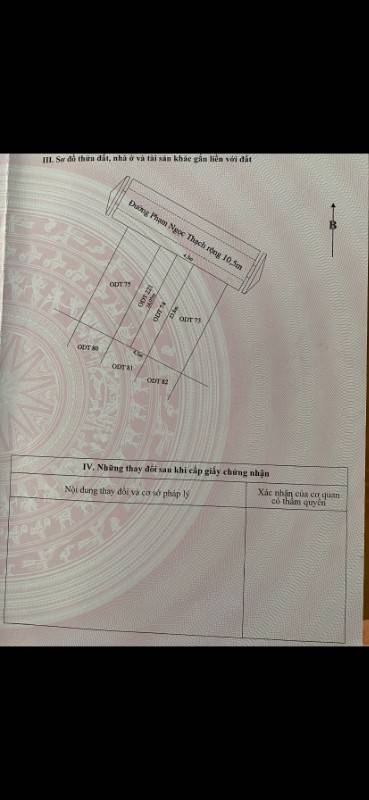 III. Sơ đồ thửa đất, nhà ở và tài sản khác gắn liền với đất
Đường Phạm Ngọc Thạch rộng 10,5m
B
4,5m
ODT 75
ODT 223
ODT 74
ODT 73
4,5m
ODT 80
ODT 81
ODT 82
IV. Những thay đổi sau khi cấp giấy chứng nhận
Nội dung thay đổi và cơ sở pháp lý
Xác nhận của cơ quan
có thẩm quyền